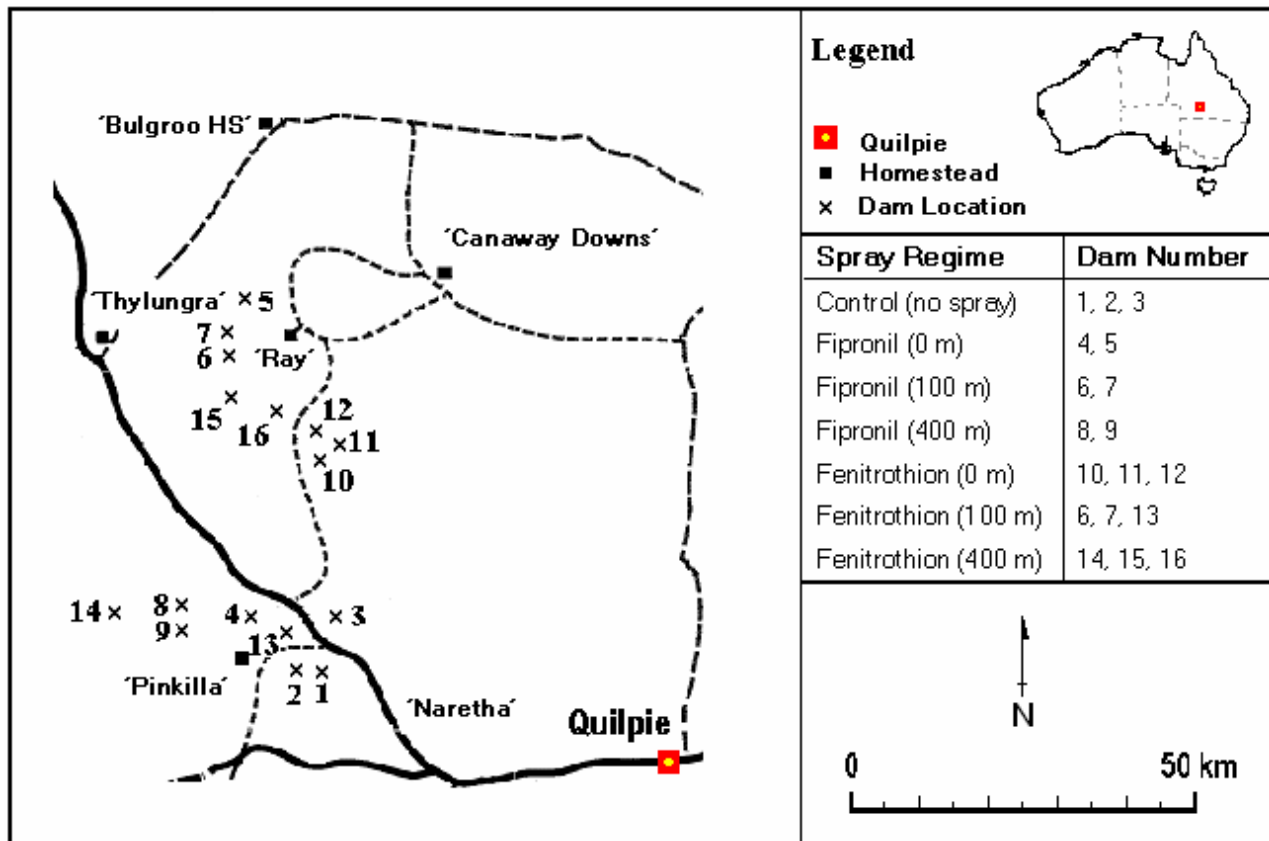 'Bulgroo HS'
'Canaway Downs'
'Thylungra'
5
7
6
'Ray'
15
16
12
11
10
14
8
9
4
13
3
'Pinkilla'
2
1
'Naretha'
Quilpie
Legend
Quilpie
Homestead
Dam Location
Spray Regime Dam Number
Control (no spray) 1, 2, 3
Fipronil (0 m) 4, 5
Fipronil (100 m) 6, 7
Fipronil (400 m) 8, 9
Fenitrothion (0 m) 10, 11, 12
Fenitrothion (100 m) 6, 7, 13
Fenitrothion (400 m) 14, 15, 16
N
0 50 km